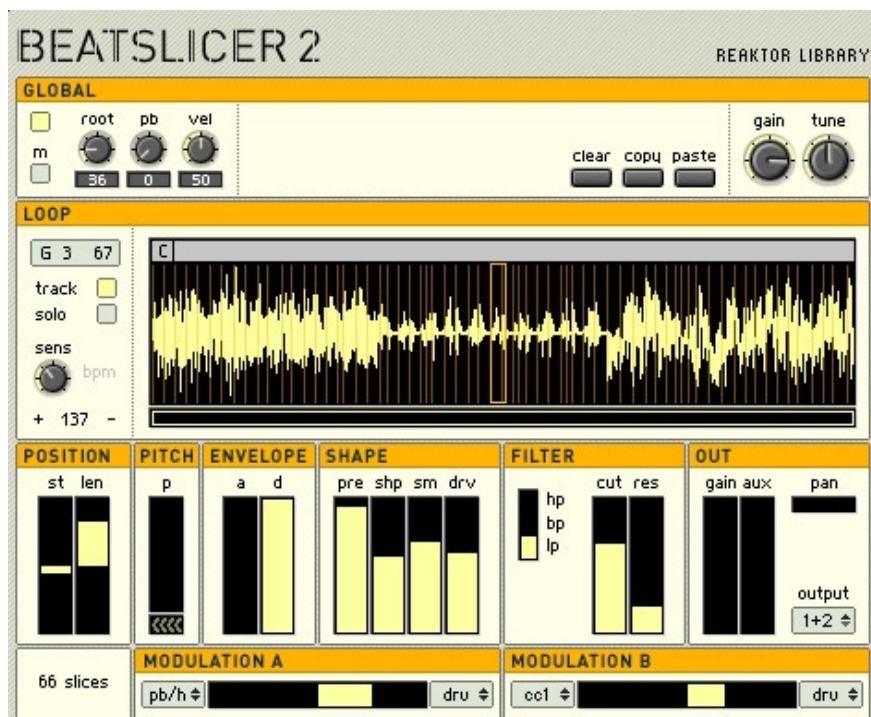 BEATSLICER 2
REAKTOR LIBRARY
GLOBAL
root pb vel
m
36 0 50
clear copy paste
gain tune
LOOP
G 3 67
C
track
solo
sens
bpm
+ 137 -
POSITION PITCH ENVELOPE SHAPE FILTER OUT
st len p a d pre shp sm drv cut res gain aux pan
hp
bp
lp
output
1+2
66 slices
MODULATION A MODULATION B
pb/h drv cc1 drv